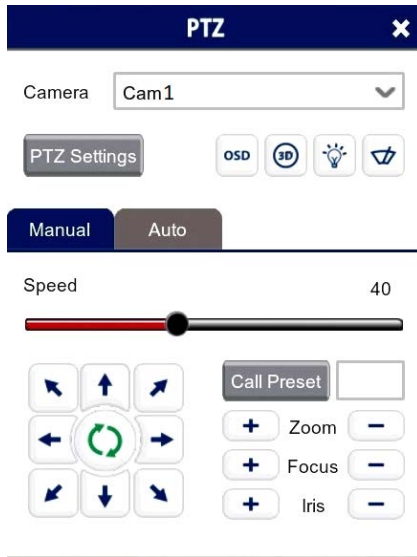 PTZ
Camera Cam1
PTZ Settings OSD 3D
Manual Auto
Speed 40
Call Preset
+ Zoom −
+ Focus −
+ Iris −